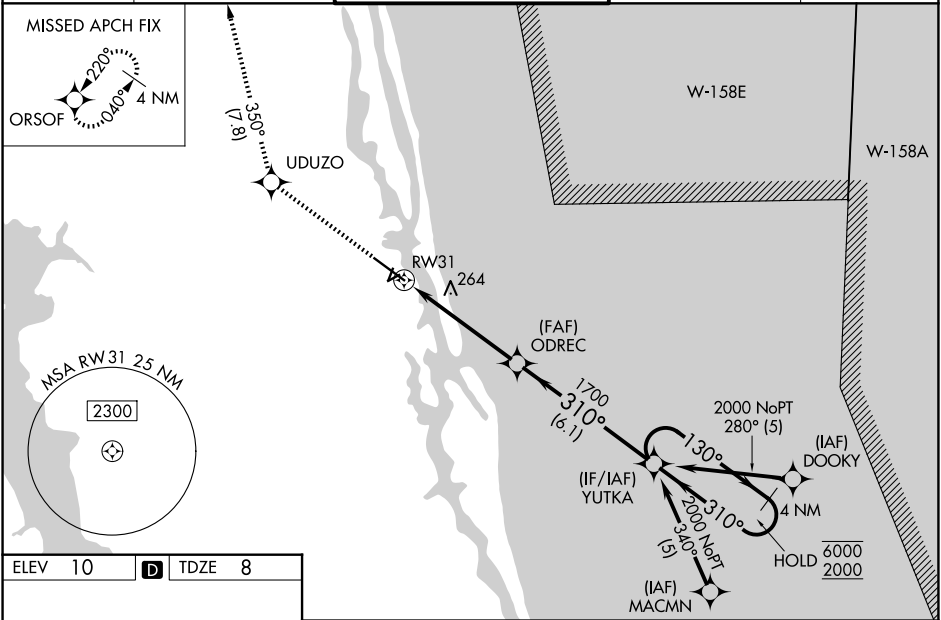 MISSED APCH FIX
220°
040°
4 NM
ORSOF
350°
(7.8)
UDUZO
W-158E
W-158A
RW31
264
(FAF)
ODREC
MSA RW31 25 NM
2300
1700
310°
(6.1)
2000 NoPT
280° (5)
(IAF)
DOOKY
130°
(IF/IAF)
YUTKA
310°
4 NM
2000 NoPT
340°
(5)
HOLD
6000
2000
(IAF)
MACMN
ELEV 10
D
TDZE 8